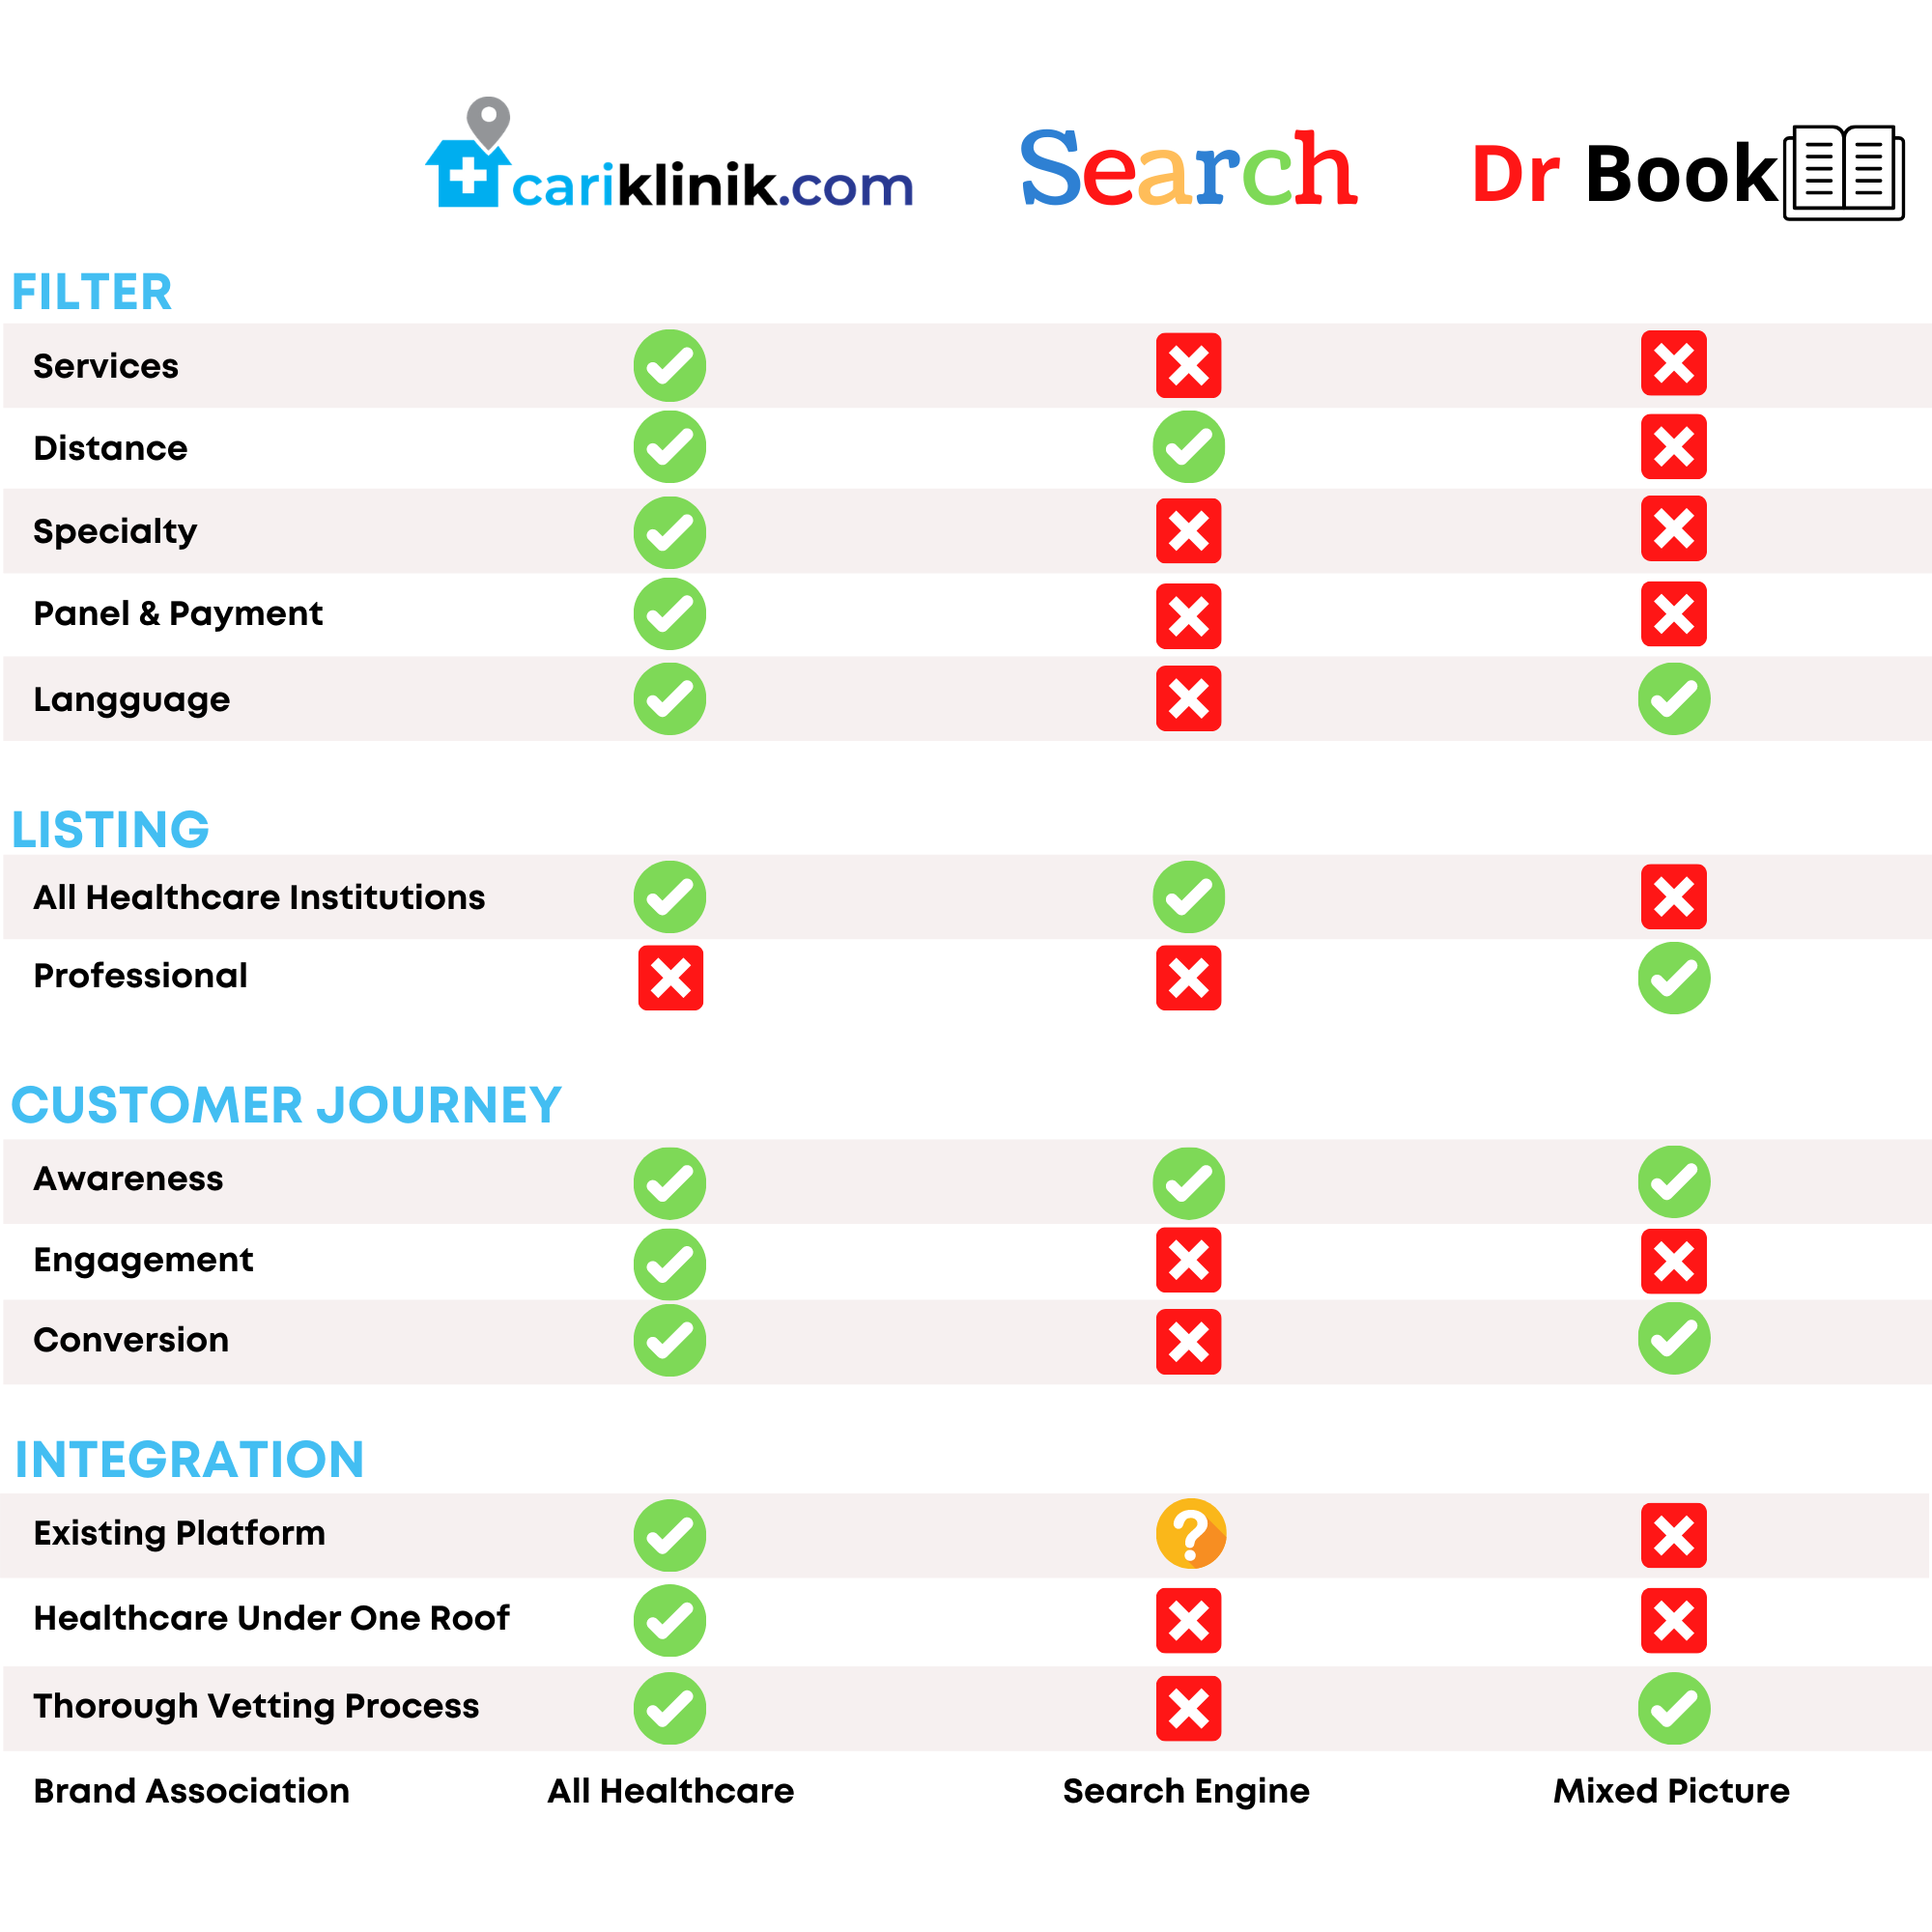 cariklinik.com Search Dr Book
FILTER
Services
Distance
Specialty
Panel & Payment
Langguage
LISTING
All Healthcare Institutions
Professional
CUSTOMER JOURNEY
Awareness
Engagement
Conversion
INTEGRATION
Existing Platform ?
Healthcare Under One Roof
Thorough Vetting Process
Brand Association All Healthcare Search Engine Mixed Picture